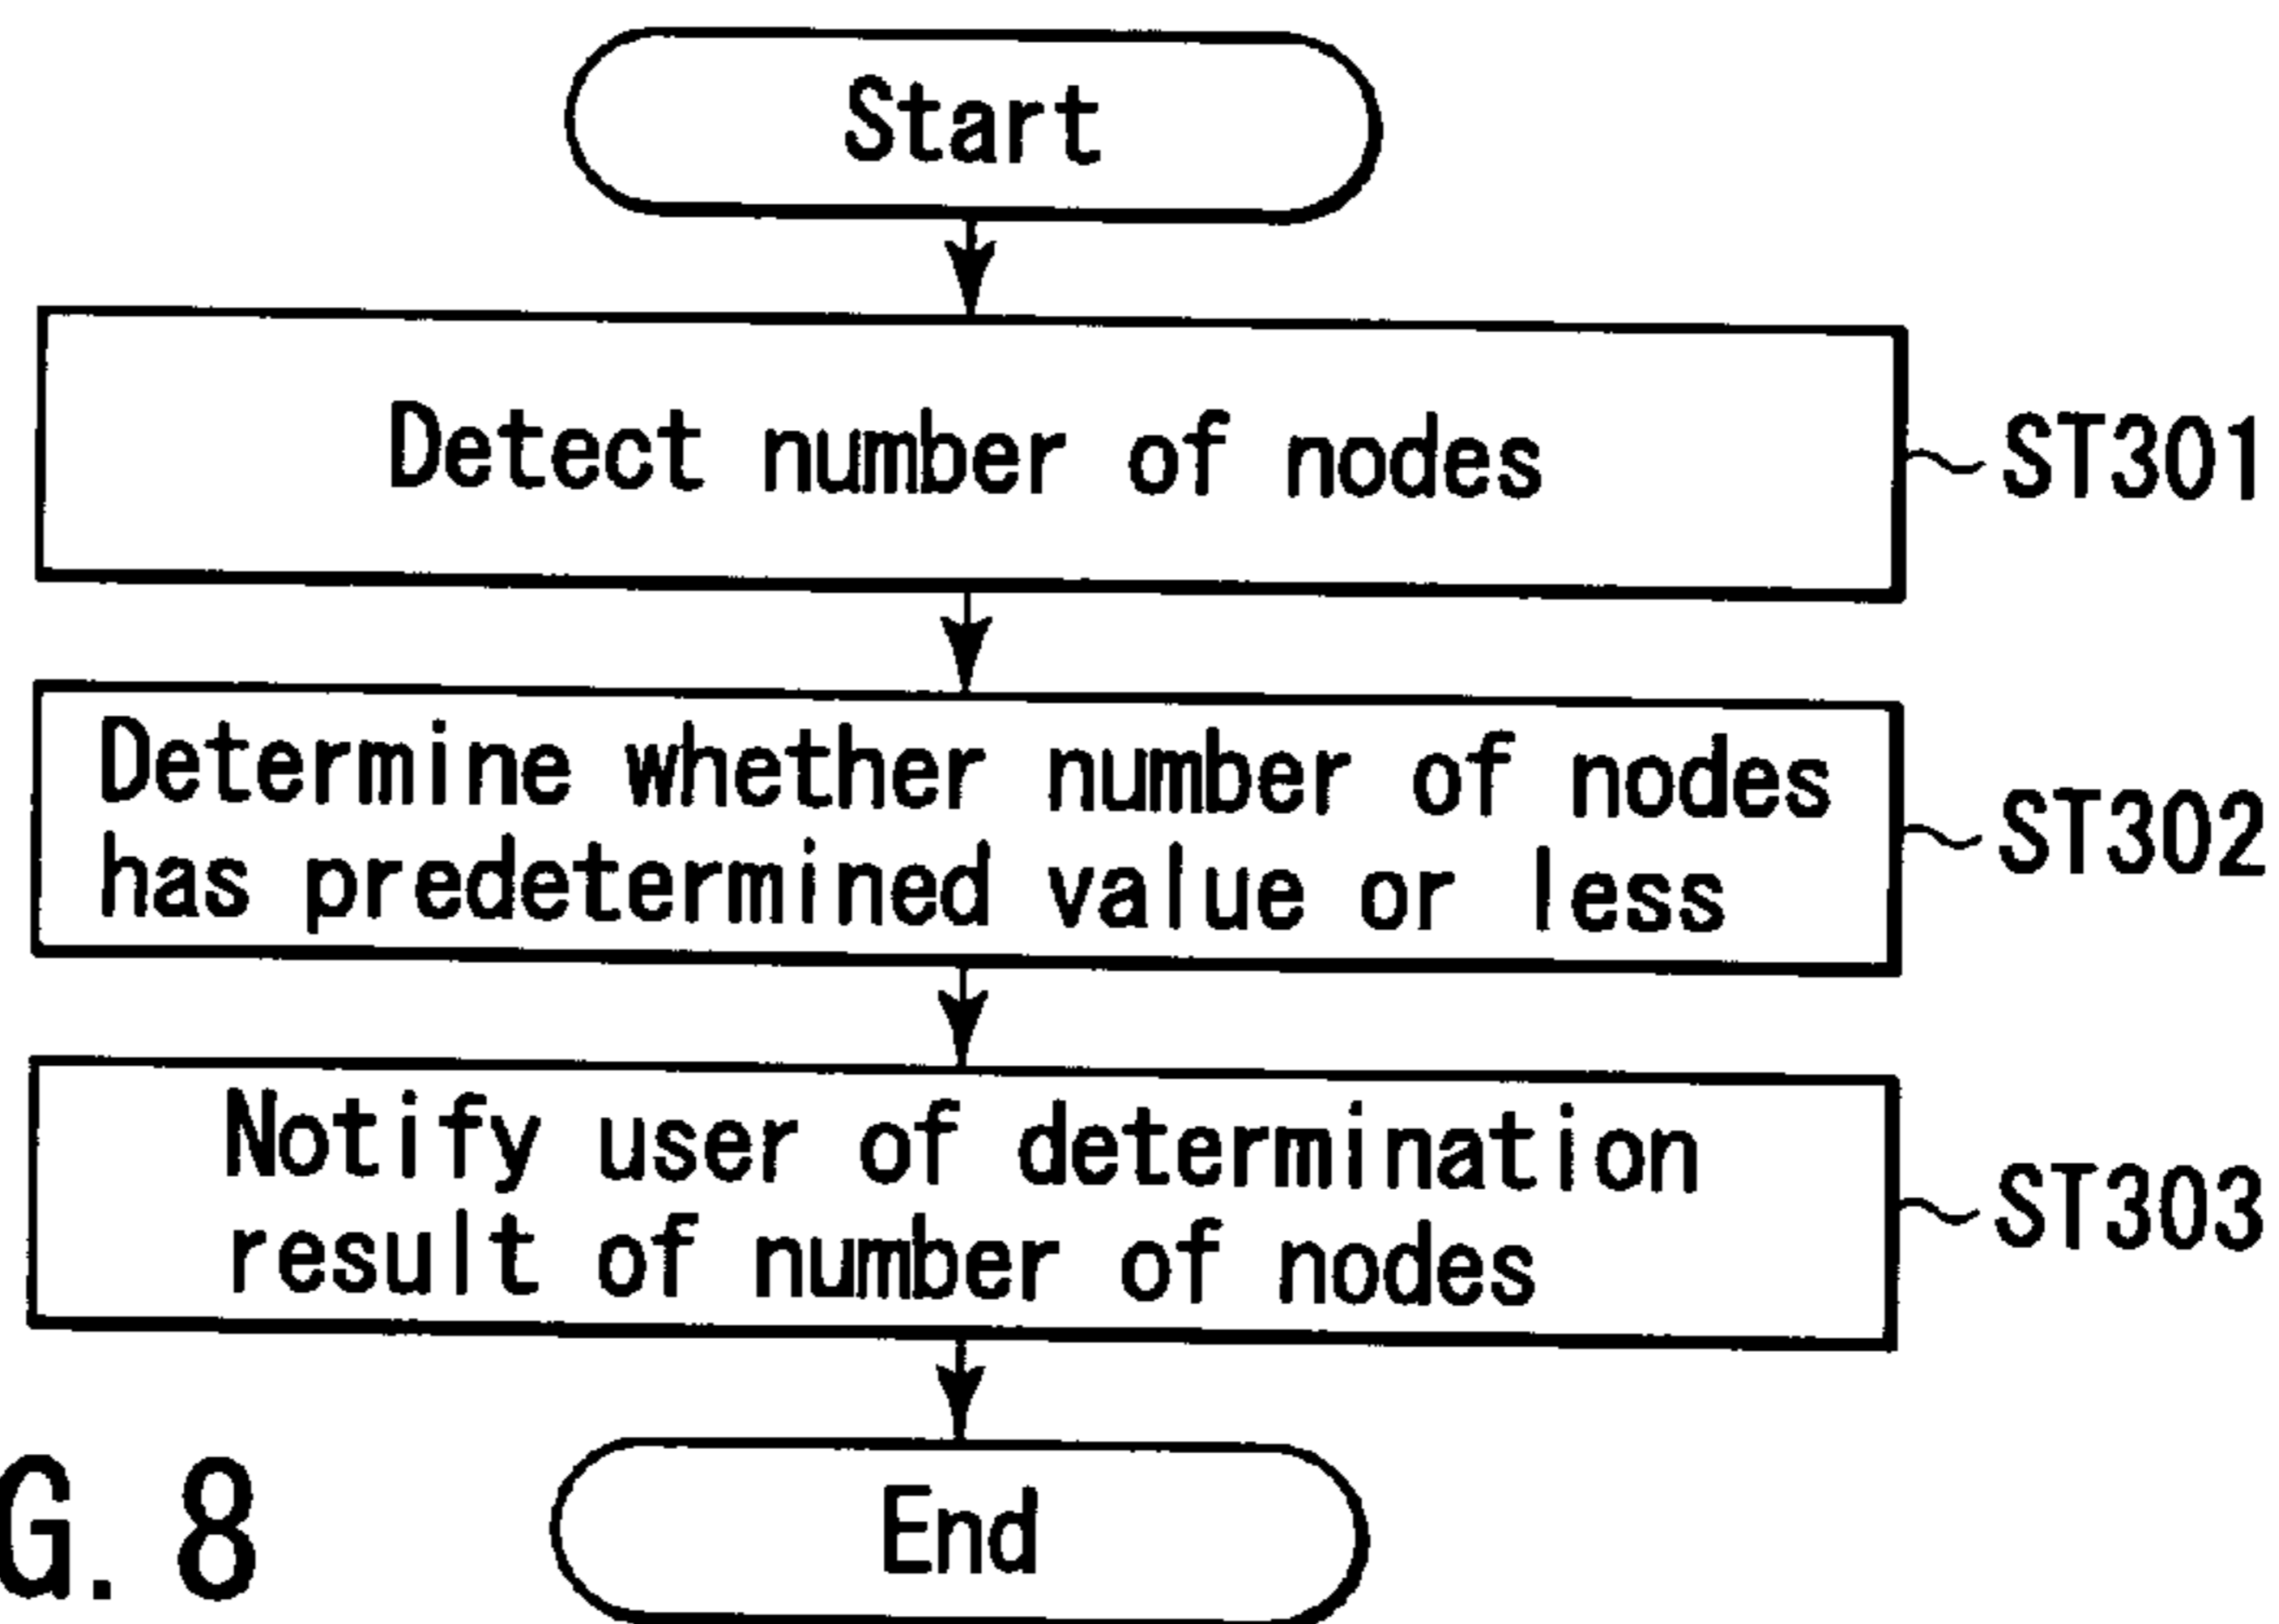 Start
Detect number of nodes
ST301
Determine whether number of nodes
has predetermined value or less
ST302
Notify user of determination
result of number of nodes
ST303
End
G. 8